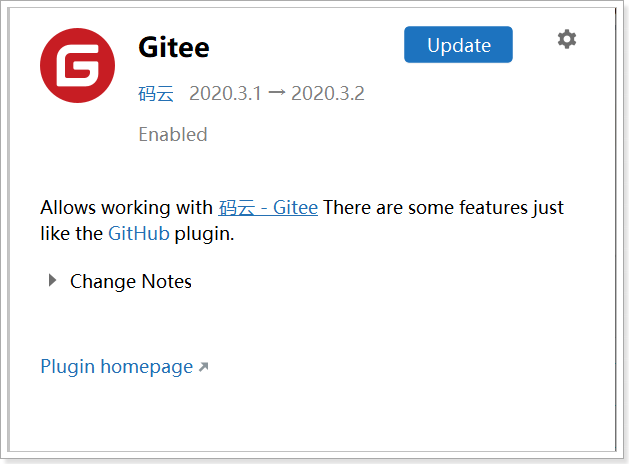 Gitee
Update
码云 2020.3.1 → 2020.3.2
Enabled
Allows working with 码云 - Gitee There are some features just
like the GitHub plugin.
Change Notes
Plugin homepage ↗